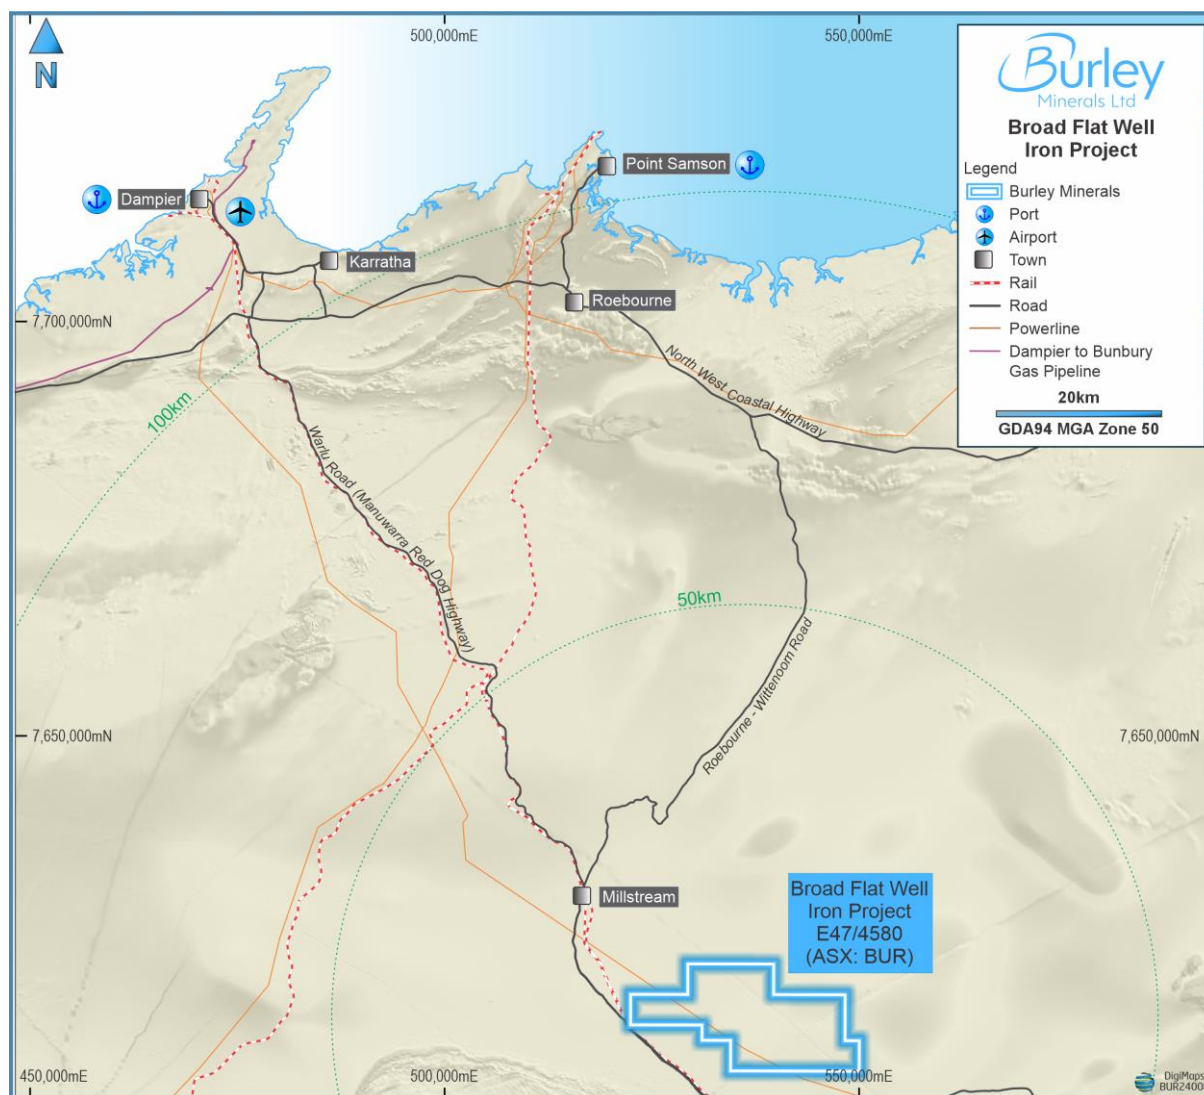 N
500,000mE
550,000mE
Burley
Minerals Ltd
Broad Flat Well
Iron Project
Legend
Burley Minerals
Port
Airport
Town
Rail
Road
Powerline
Dampier to Bunbury
Gas Pipeline
20km
GDA94 MGA Zone 50
Point Samson
Dampier
Karratha
Roebourne
7,700,000mN
North West Coastal Highway
100km
Warlu Road (Manuwarra Red Dog Highway)
50km
Roebourne - Wittenoom Road
7,650,000mN
7,650,000mN
Millstream
Broad Flat Well
Iron Project
E47/4580
(ASX: BUR)
450,000mE
500,000mE
550,000mE
DigiMaps